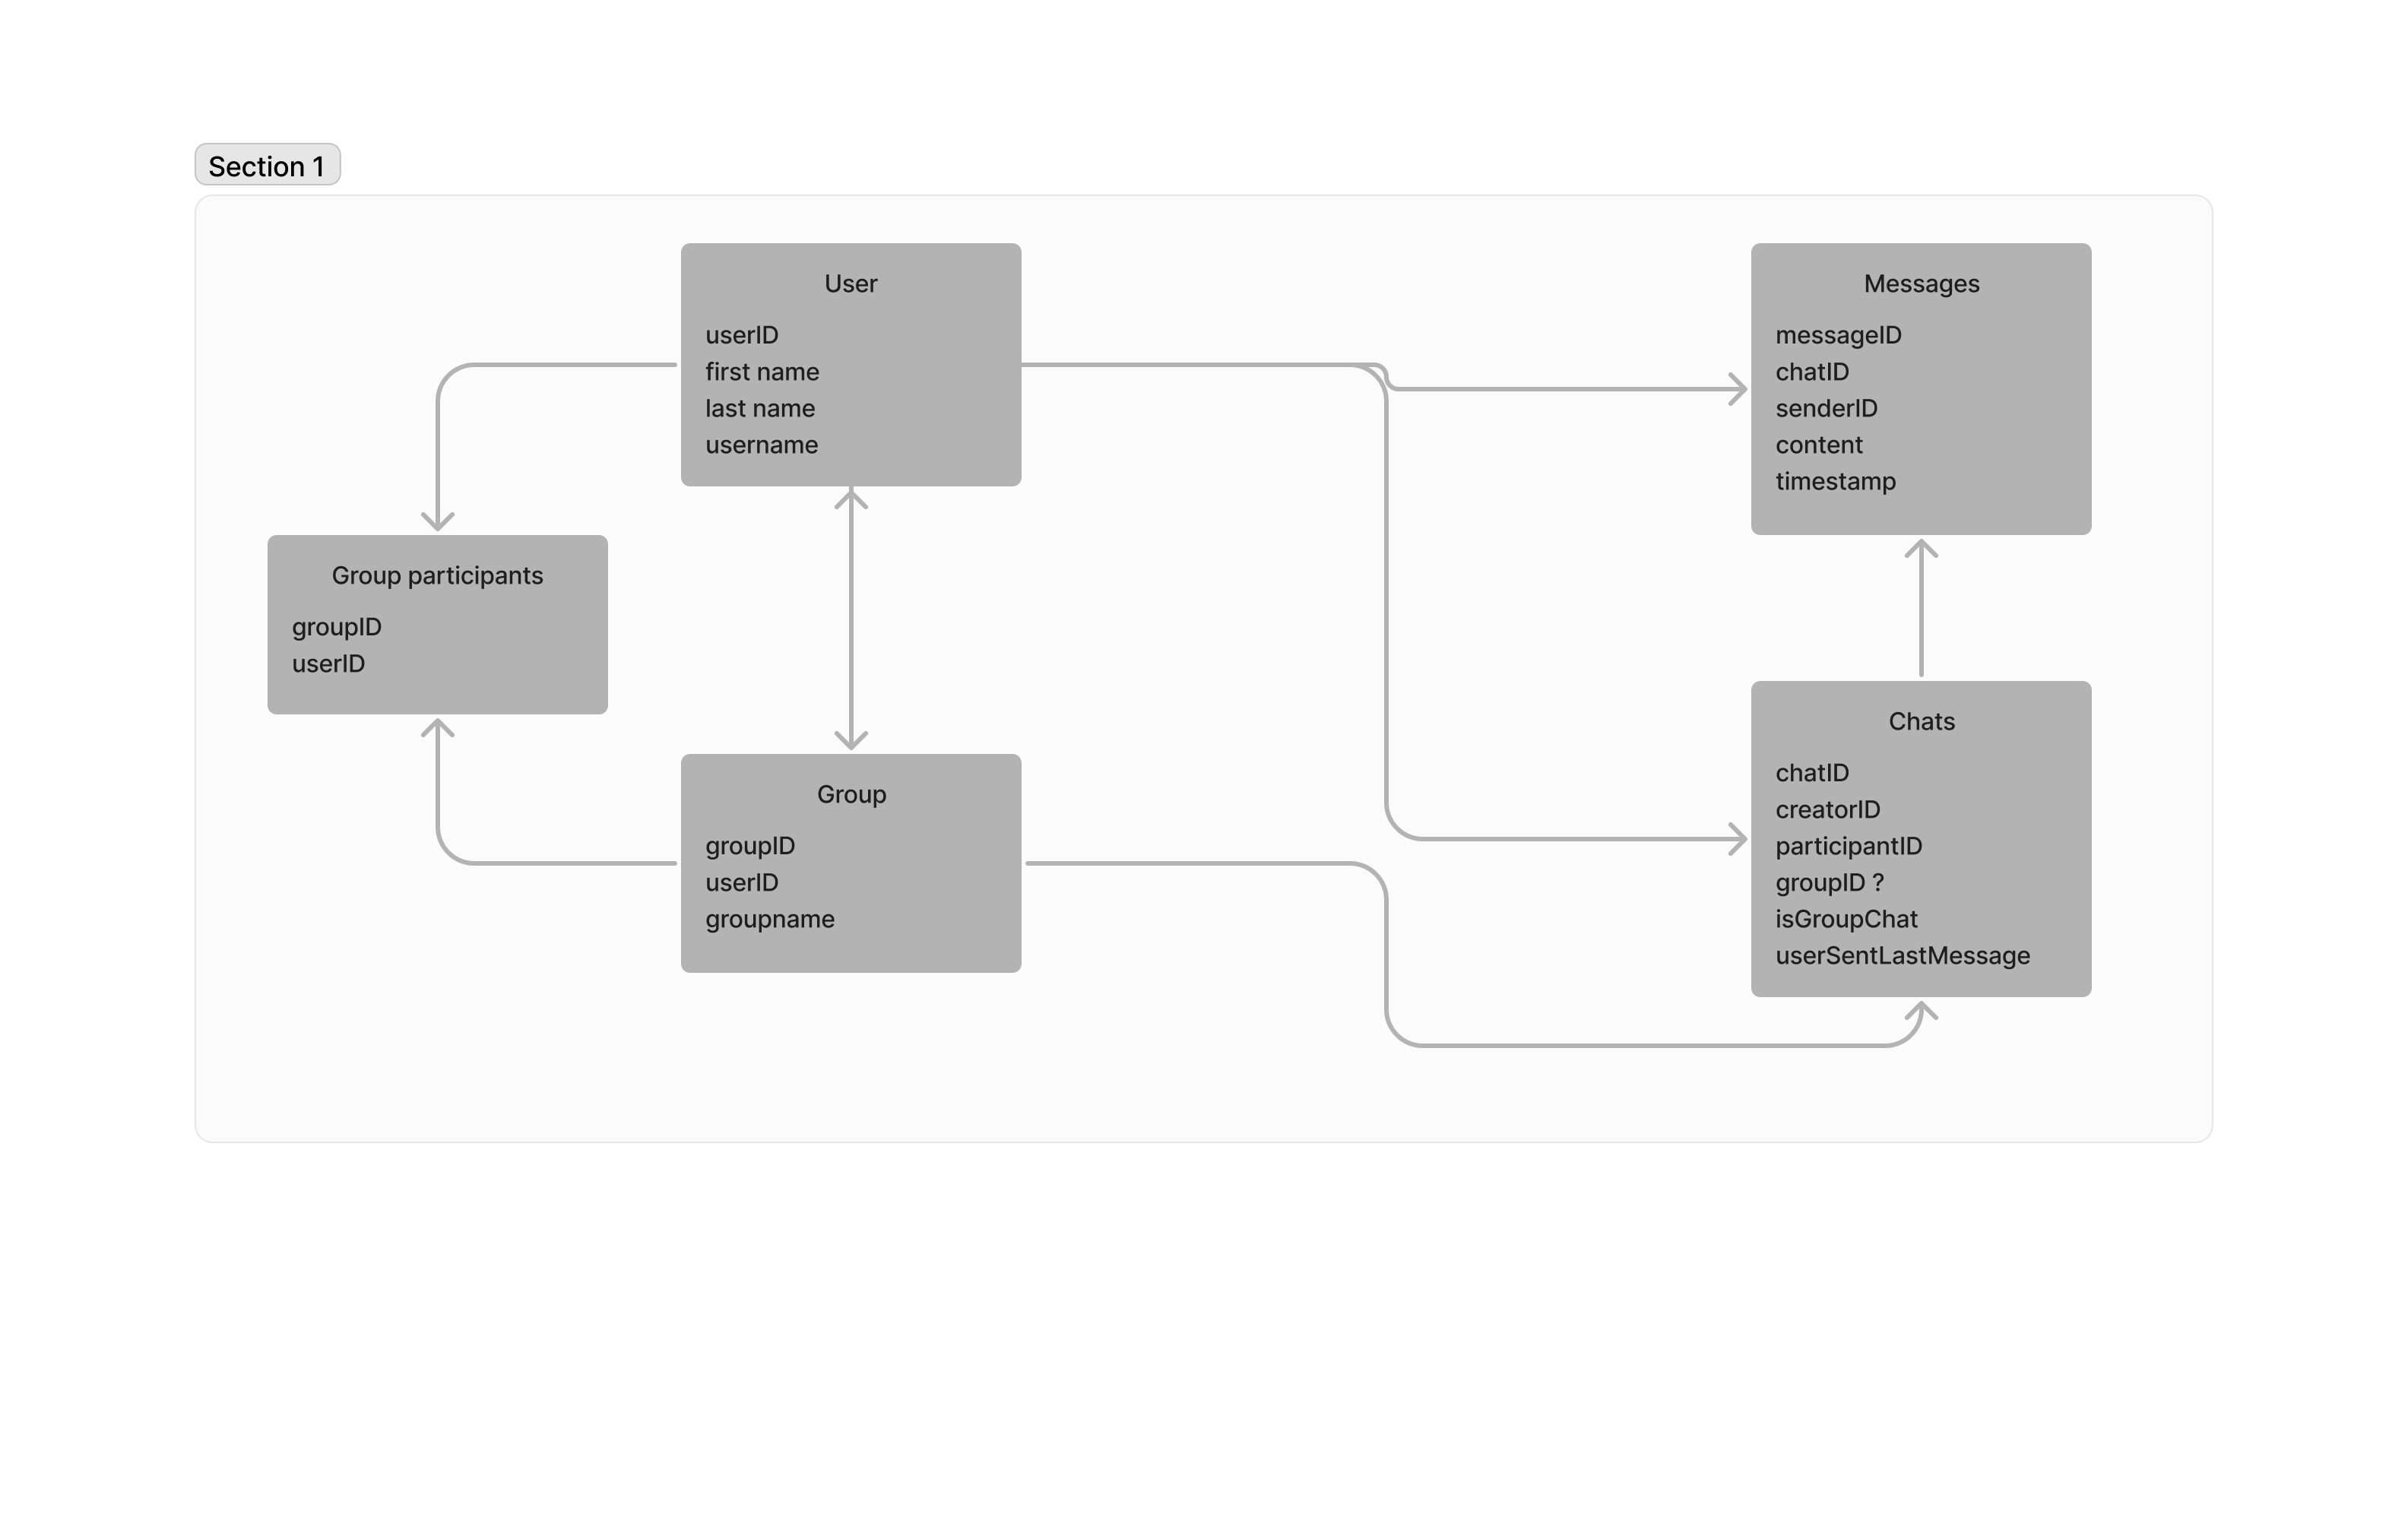 Section 1
User
userID
first name
last name
username
Messages
messageID
chatID
senderID
content
timestamp
Group participants
groupID
userID
Group
groupID
userID
groupname
Chats
chatID
creatorID
participantID
groupID ?
isGroupChat
userSentLastMessage